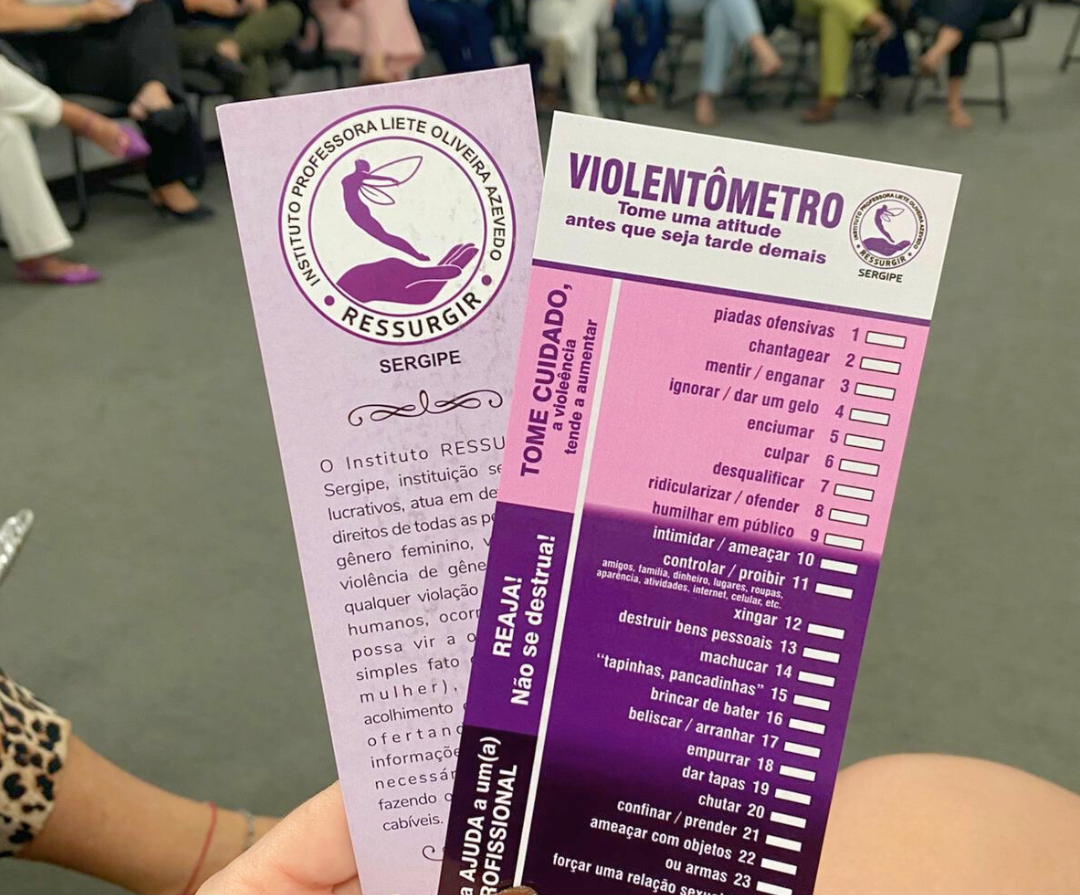 INSTITUTO PROFESSORA LIETE OLIVEIRA AZEVEDO
RESSURGIR
SERGIPE
O Instituto RESSU
Sergipe, instituição se
lucrativos, atua em de
direitos de todas as pe
gênero feminino,
violência de gêne
qualquer violação
humanos, ocorr
possa vir a o
simples fato
mulher),
acolhimento
ofertand
informaçõe
necessár
fazendo
cabíveis.
VIOLENTÔMETRO
Tome uma atitude
antes que seja tarde demais
INSTITUTO PROFESSORA LIETE OLIVEIRA AZEVEDO
RESSURGIR
SERGIPE
TOME CUIDADO,
a violeência
tende a aumentar
piadas ofensivas 1
chantagear 2
mentir / enganar 3
ignorar / dar um gelo 4
enciumar 5
culpar 6
desqualificar 7
ridicularizar / ofender 8
humilhar em público 9
REAJA!
Não se destrua!
intimidar / ameaçar 10
controlar / proibir 11
amigos, família, dinheiro, lugares, roupas,
aparência, atividades, internet, celular, etc.
xingar 12
destruir bens pessoais 13
machucar 14
“tapinhas, pancadinhas” 15
brincar de bater 16
beliscar / arranhar 17
empurrar 18
a AJUDA a um(a)
ROFISSIONAL
dar tapas 19
chutar 20
confinar / prender 21
ameaçar com objetos 22
ou armas 23
forçar uma relação sexu